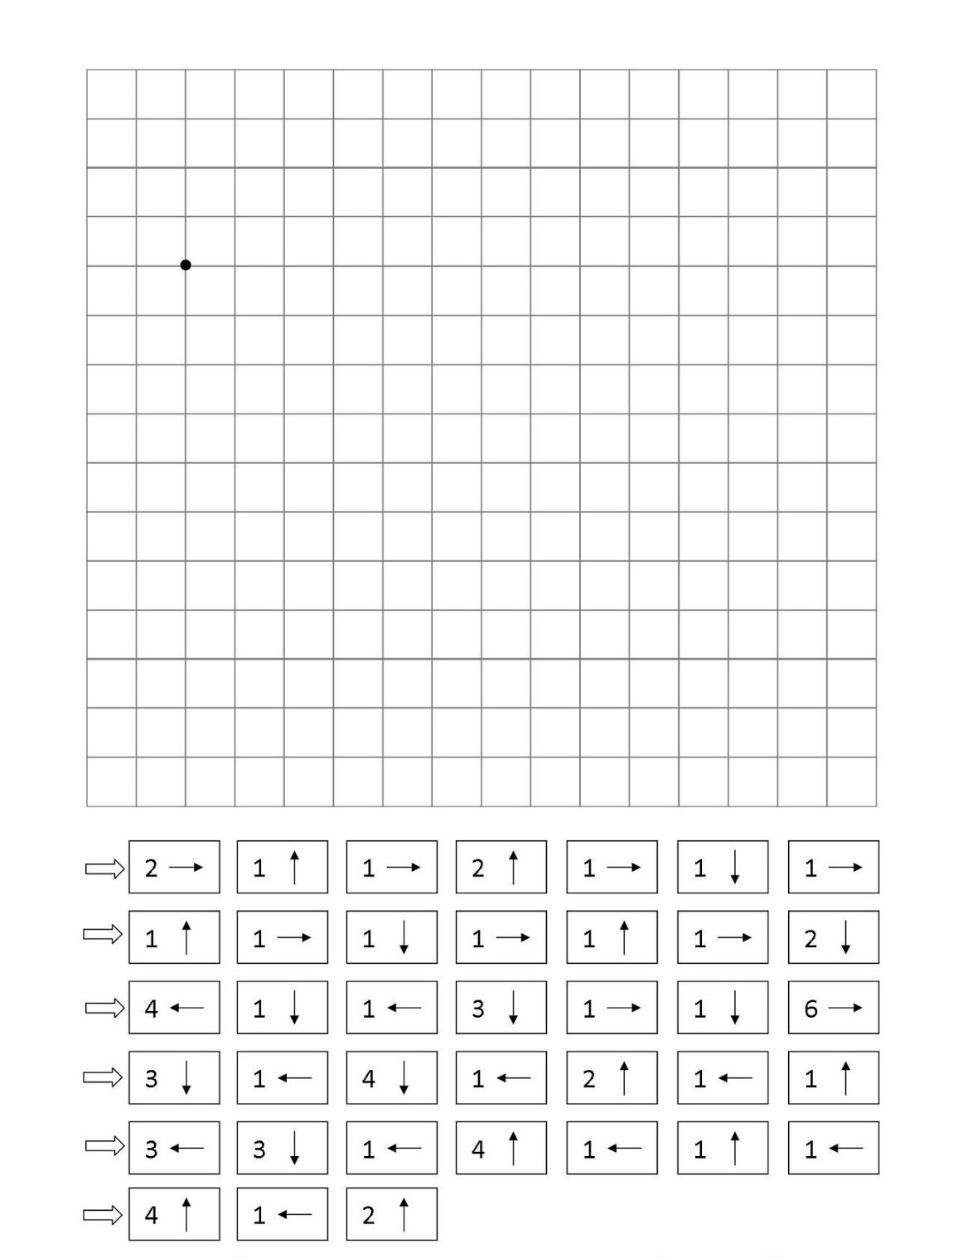 2 → 1 ↑ 1 → 2 ↑ 1 → 1 ↓ 1 →
1 ↑ 1 → 1 ↓ 1 → 1 ↑ 1 → 2 ↓
4 ← 1 ↓ 1 ← 3 ↓ 1 → 1 ↓ 6 →
3 ↓ 1 ← 4 ↓ 1 ← 2 ↑ 1 ← 1 ↑
3 ← 3 ↓ 1 ← 4 ↑ 1 ← 1 ↑ 1 ←
4 ↑ 1 ← 2 ↑